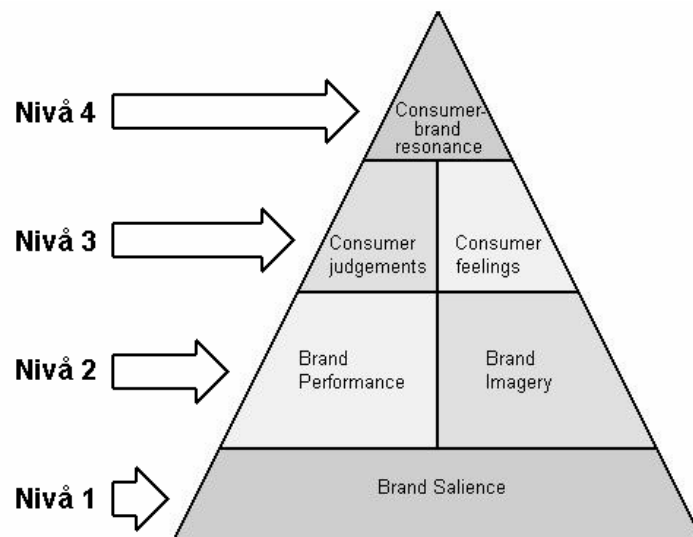 Nivå 4
Consumer-
brand
resonance
Nivå 3
Consumer
judgements
Consumer
feelings
Nivå 2
Brand
Performance
Brand
Imagery
Nivå 1
Brand Salience